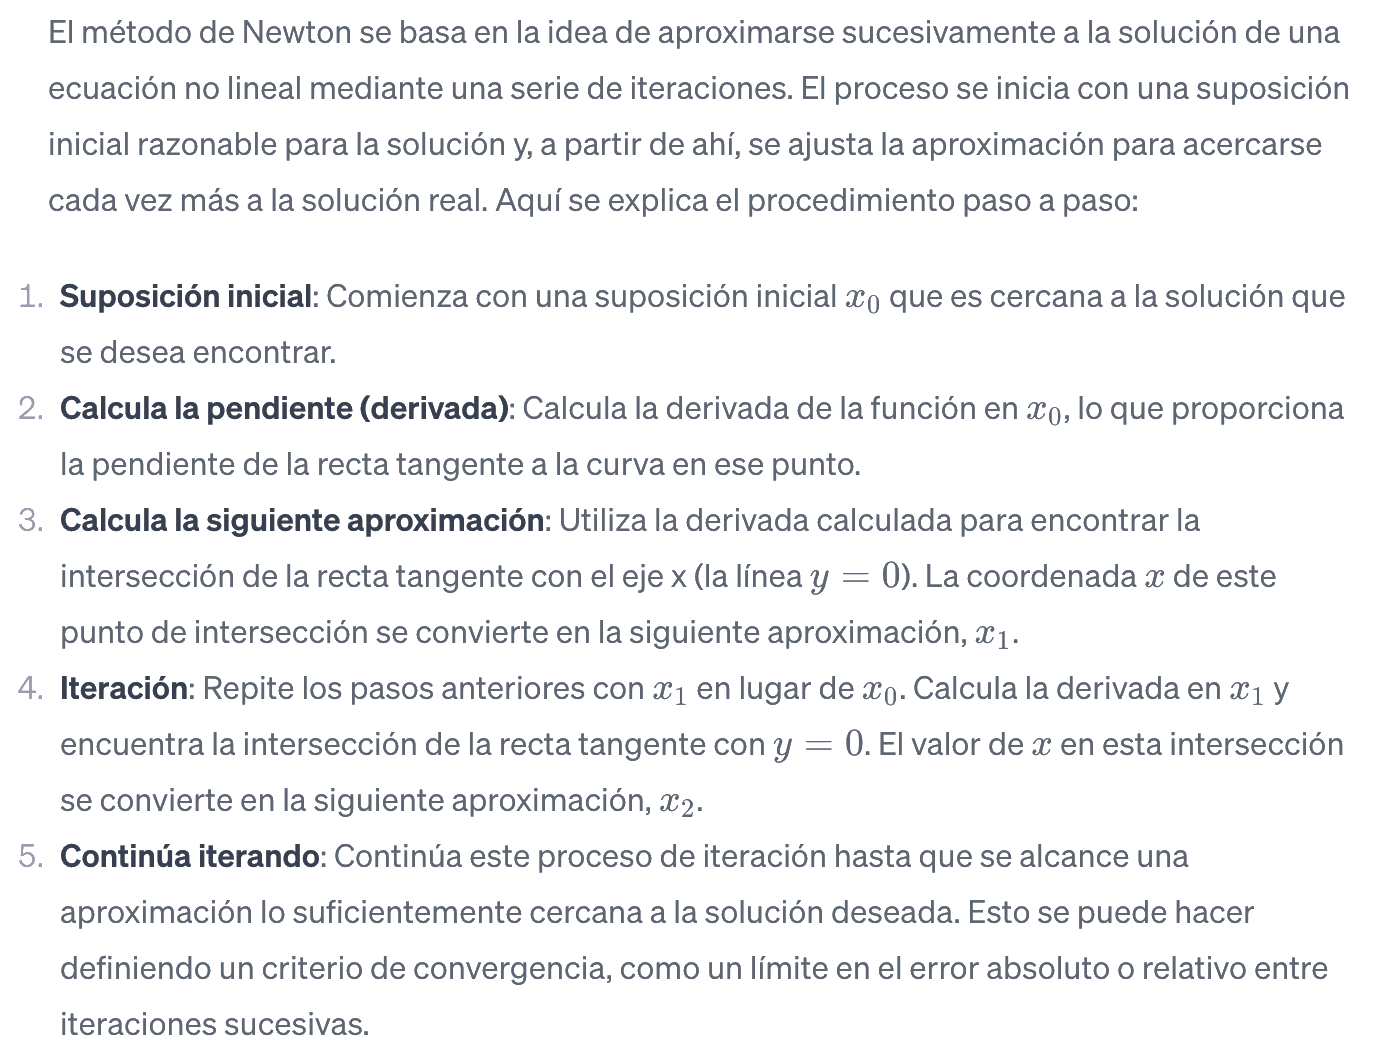 El método de Newton se basa en la idea de aproximarse sucesivamente a la solución de una
ecuación no lineal mediante una serie de iteraciones. El proceso se inicia con una suposición
inicial razonable para la solución y, a partir de ahí, se ajusta la aproximación para acercarse
cada vez más a la solución real. Aquí se explica el procedimiento paso a paso:
1. Suposición inicial: Comienza con una suposición inicial x₀ que es cercana a la solución que
se desea encontrar.
2. Calcula la pendiente (derivada): Calcula la derivada de la función en x₀, lo que proporciona
la pendiente de la recta tangente a la curva en ese punto.
3. Calcula la siguiente aproximación: Utiliza la derivada calculada para encontrar la
intersección de la recta tangente con el eje x (la línea y = 0). La coordenada x de este
punto de intersección se convierte en la siguiente aproximación, x₁.
4. Iteración: Repite los pasos anteriores con x₁ en lugar de x₀. Calcula la derivada en x₁ y
encuentra la intersección de la recta tangente con y = 0. El valor de x en esta intersección
se convierte en la siguiente aproximación, x₂.
5. Continúa iterando: Continúa este proceso de iteración hasta que se alcance una
aproximación lo suficientemente cercana a la solución deseada. Esto se puede hacer
definiendo un criterio de convergencia, como un límite en el error absoluto o relativo entre
iteraciones sucesivas.